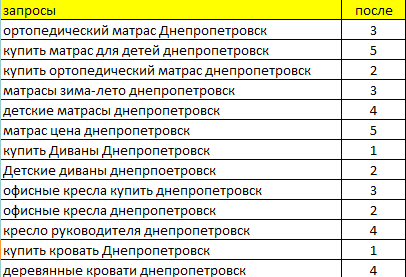 запросы после
ортопедический матрас Днепропетровск 3
купить матрас для детей днепропетровск 5
купить ортопедический матрас днепропетровск 2
матрасы зима-лето днепропетровск 3
детские матрасы днепропетровск 4
матрас цена днепропетровск 5
купить Диваны Днепропетровск 1
Детские диваны днепрпоетровск 2
офисные кресла купить днепропетровск 3
офисные кресла днепропетровск 2
кресло руководителя днепропетровск 4
купить кровать Днепропетровск 1
деревянные кровати днепропетровск 4